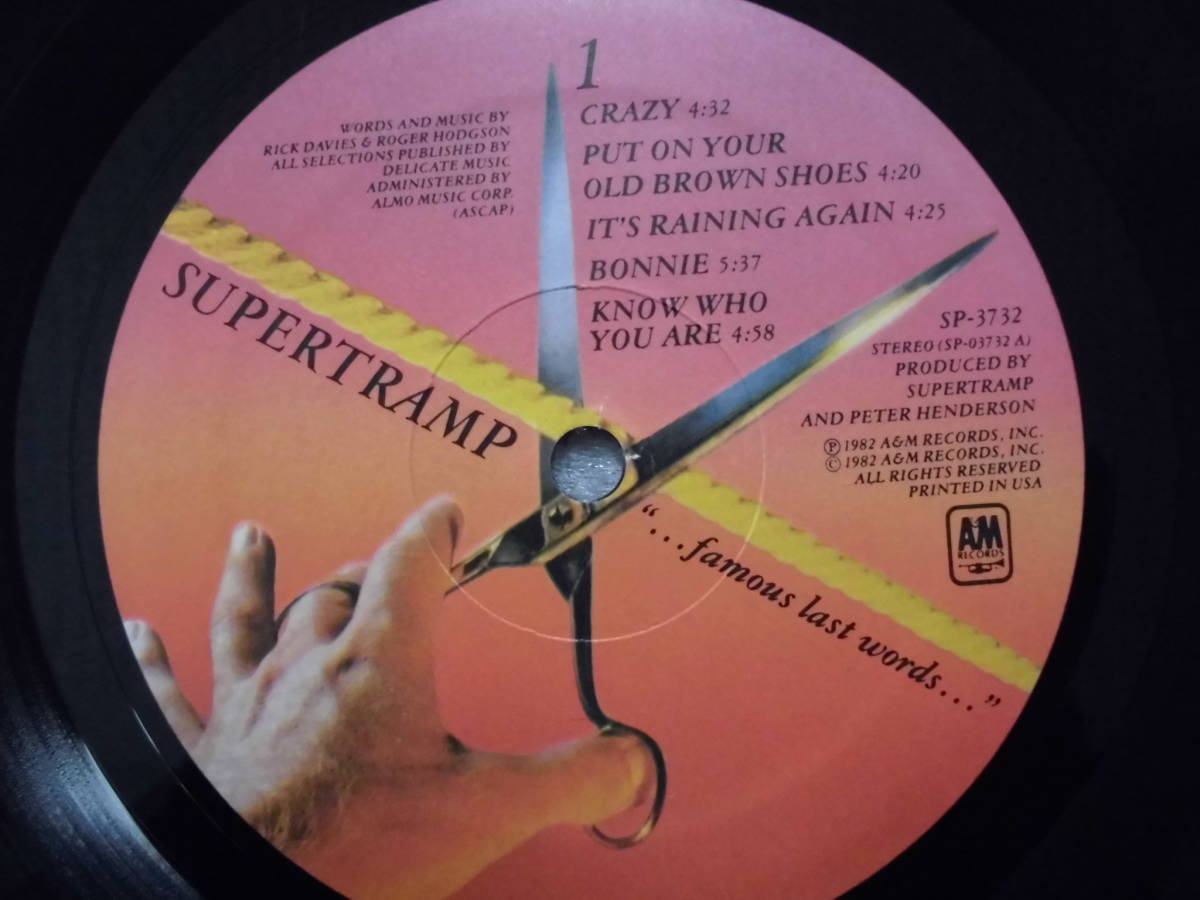 1
WORDS AND MUSIC BY
RICK DAVIES & ROGER HODGSON
ALL SELECTIONS PUBLISHED BY
DELICATE MUSIC
ADMINISTERED BY
ALMO MUSIC CORP.
(ASCAP)
CRAZY 4:32
PUT ON YOUR
OLD BROWN SHOES 4:20
IT'S RAINING AGAIN 4:25
BONNIE 5:37
KNOW WHO
YOU ARE 4:58
SUPERTRAMP
SP-3732
STEREO (SP-03732 A)
PRODUCED BY
SUPERTRAMP
AND PETER HENDERSON
℗ 1982 A&M RECORDS, INC.
© 1982 A&M RECORDS, INC.
ALL RIGHTS RESERVED
PRINTED IN USA
A&M
RECORDS
“...famous last words...”